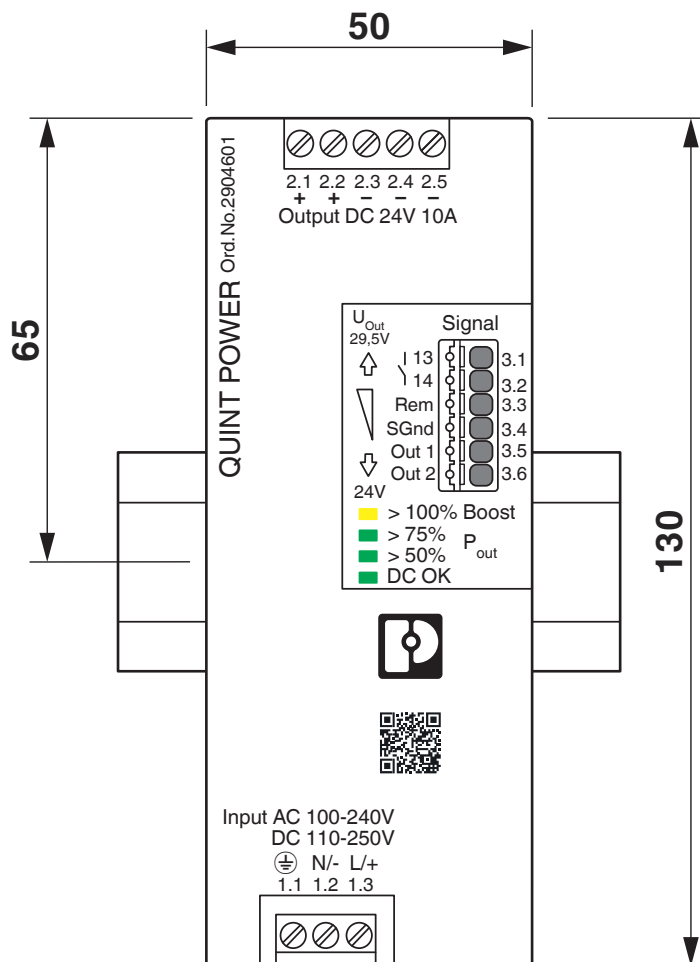 50
2.1 2.2 2.3 2.4 2.5
+ + – – –
Output DC 24V 10A
QUINT POWER Ord.No.2904601
65
130
UOut
29,5V
Signal
13 3.1
14 3.2
Rem 3.3
SGnd 3.4
Out 1 3.5
Out 2 3.6
24V
> 100% Boost
> 75%
Pout
> 50%
DC OK
Input AC 100-240V
DC 110-250V
N/- L/+
1.1 1.2 1.3